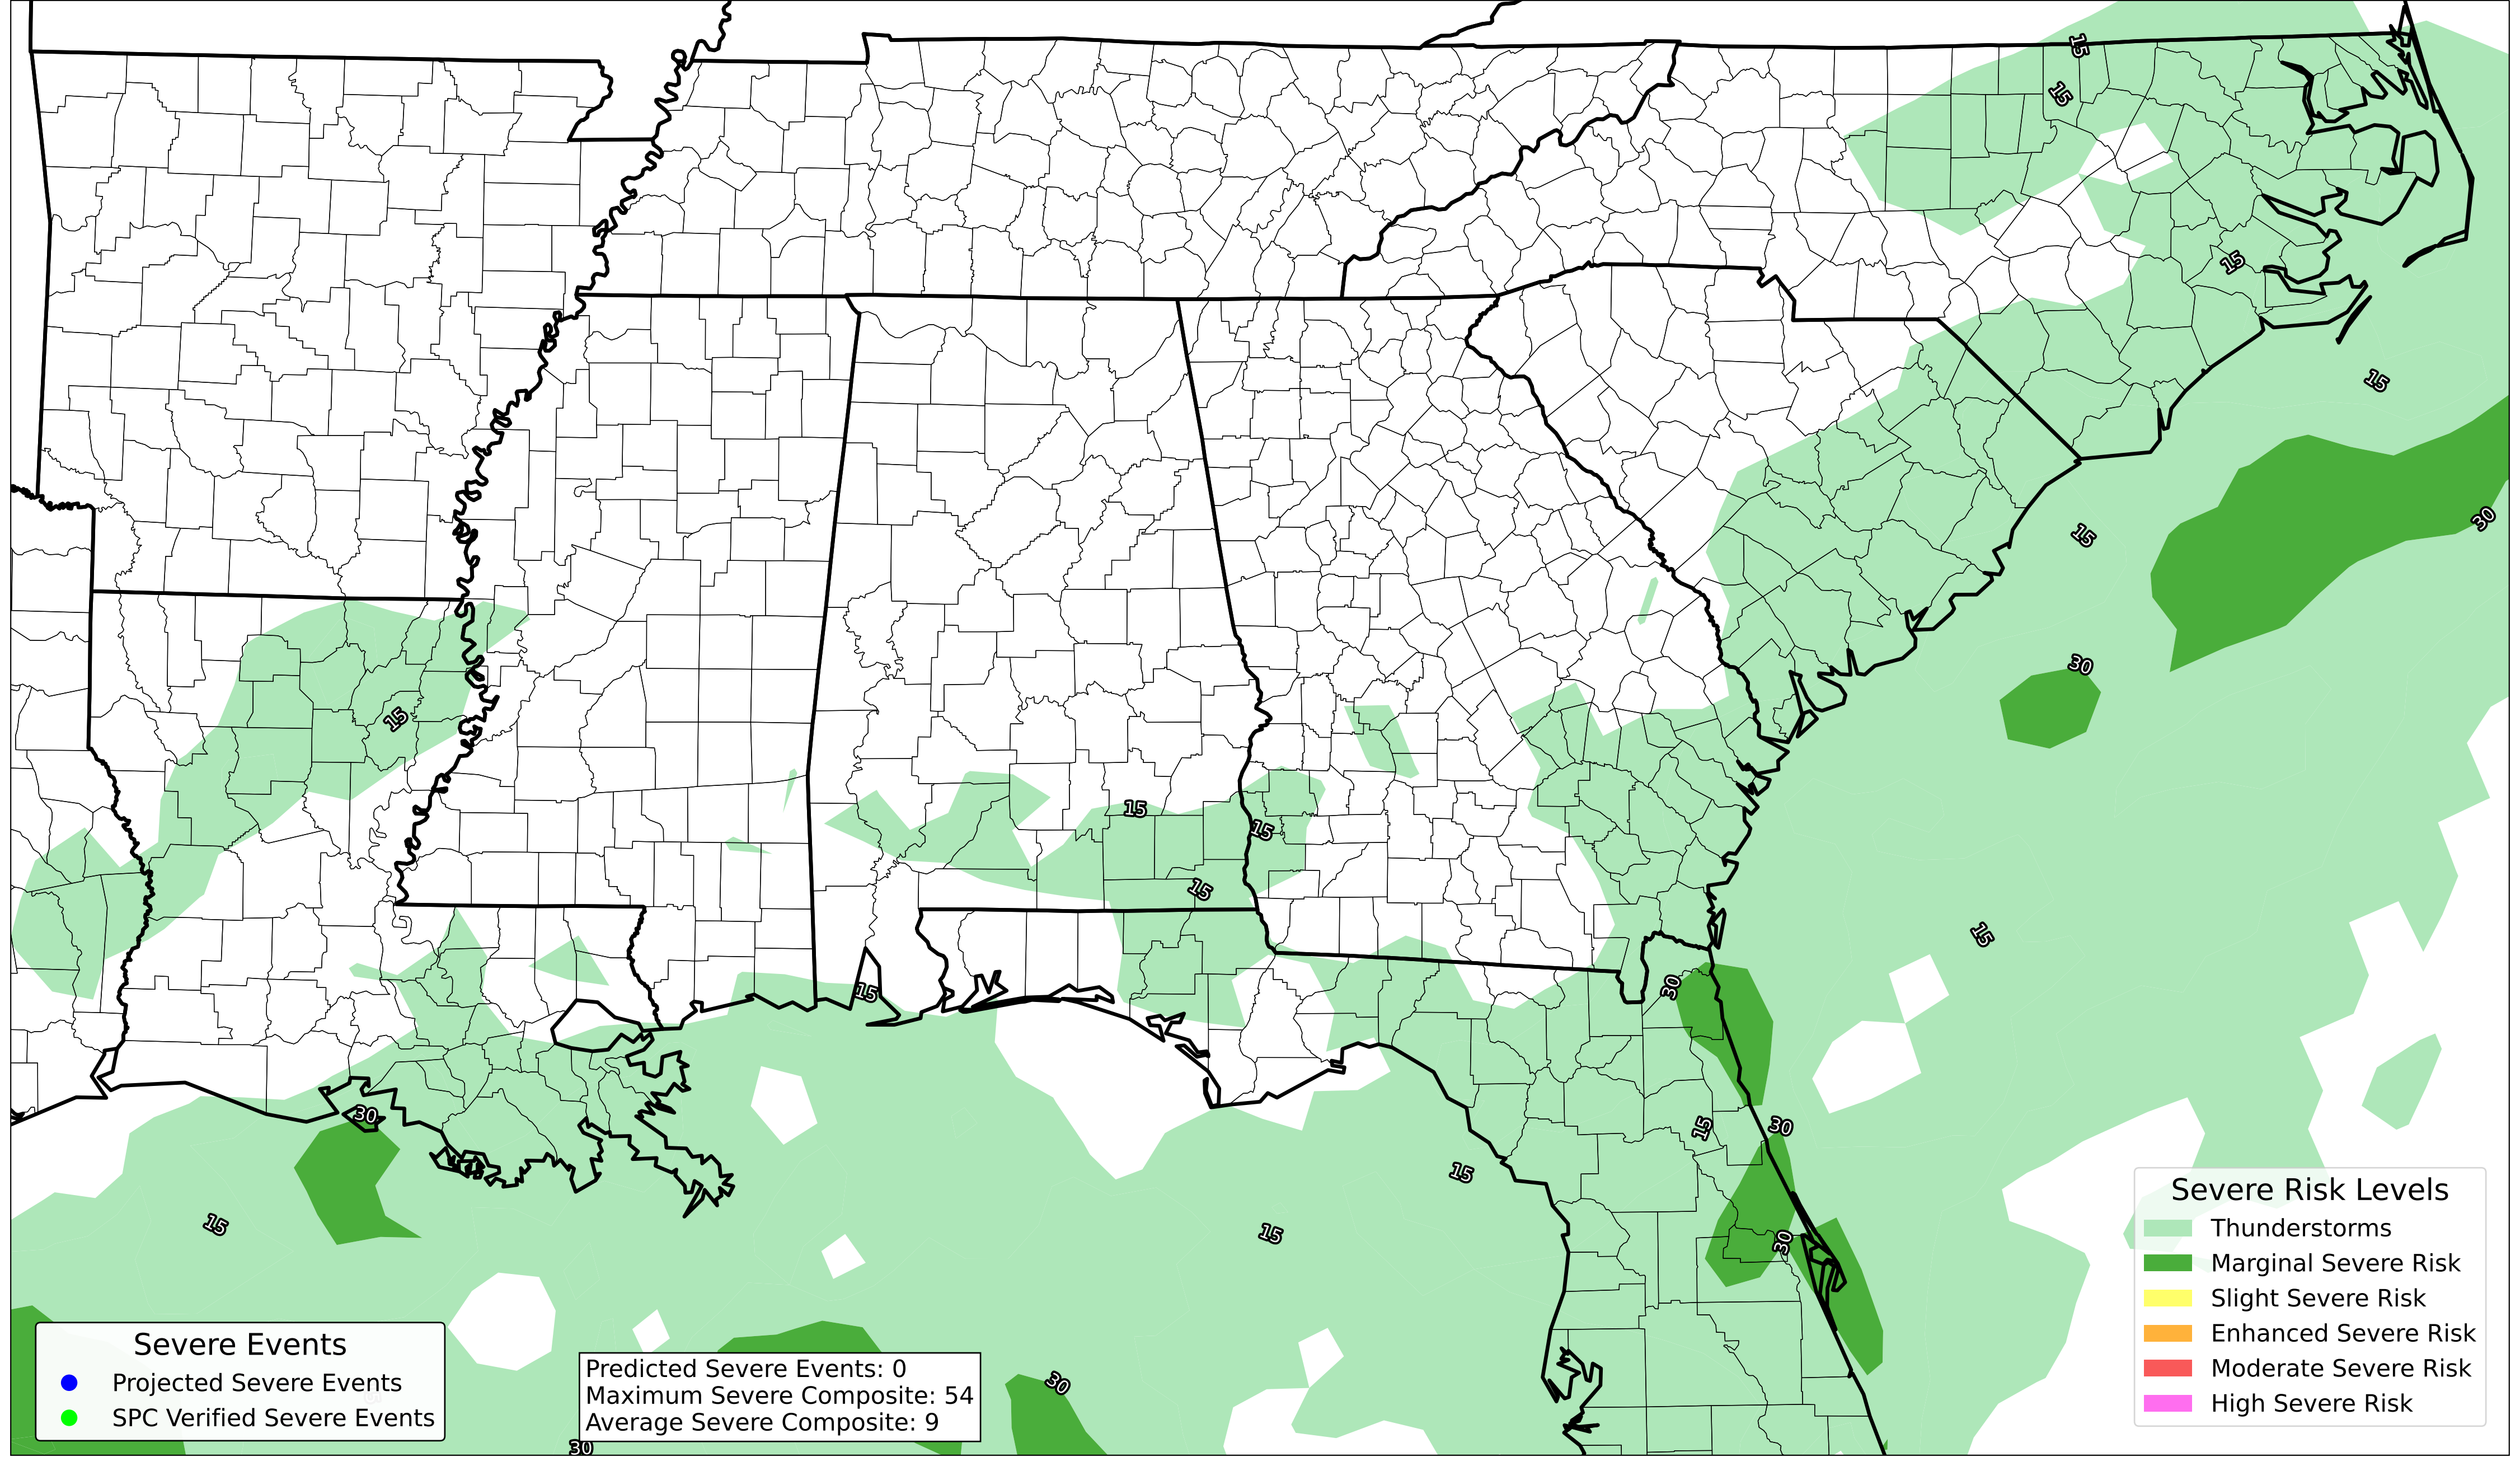 15
15
15
15
30
15
30
15
15
15
15
15
30
15
30
30
15
15
15
30
30
30
30
Severe Risk Levels
Thunderstorms
Marginal Severe Risk
Slight Severe Risk
Enhanced Severe Risk
Moderate Severe Risk
High Severe Risk
Severe Events
Projected Severe Events
SPC Verified Severe Events
Predicted Severe Events: 0
Maximum Severe Composite: 54
Average Severe Composite: 9